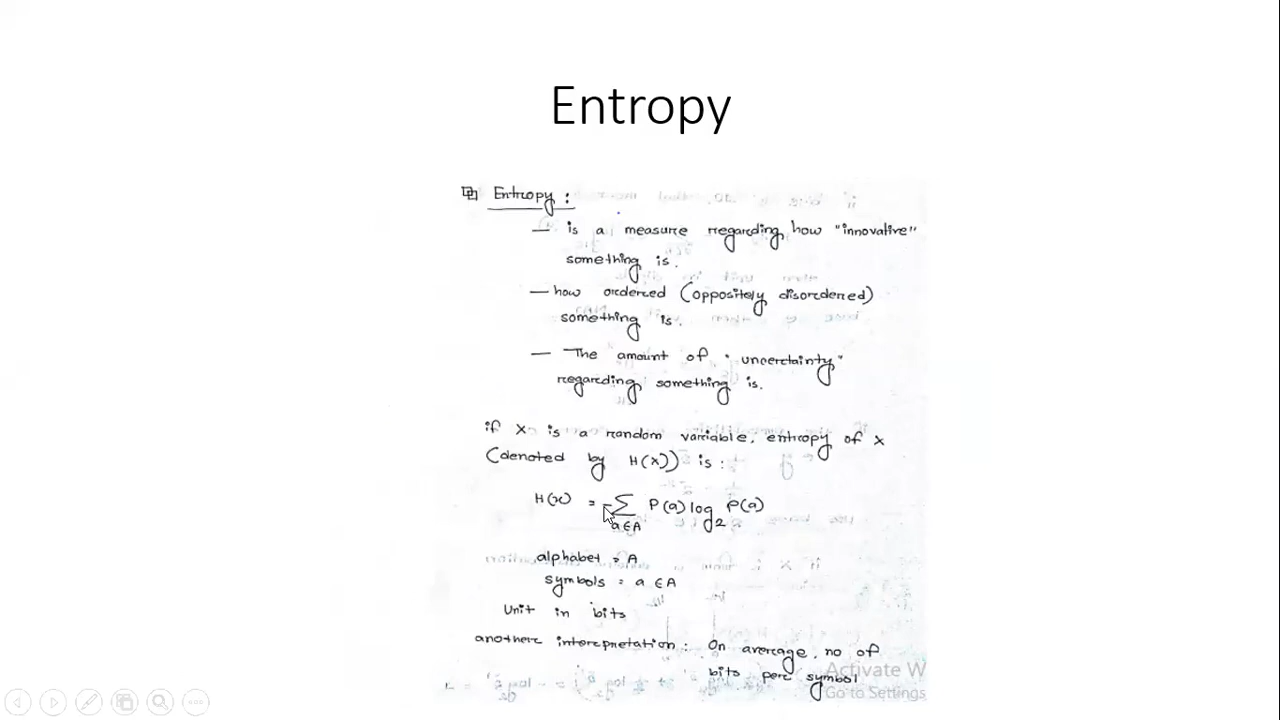 Entropy
Entropy :
— is a measure regarding how "innovative"
something is.
— how ordered (oppositely disordered)
something is.
— The amount of "uncertainty"
regarding something is.
if X is a random variable, entropy of X
(denoted by H(X)) is :
H(X) = -∑ P(a) log₂ P(a)
a ∈ A
alphabet = A
symbols = a ∈ A
Unit in bits
another interpretation : On average, no of
bits per symbol
Activate W
Go to Settings